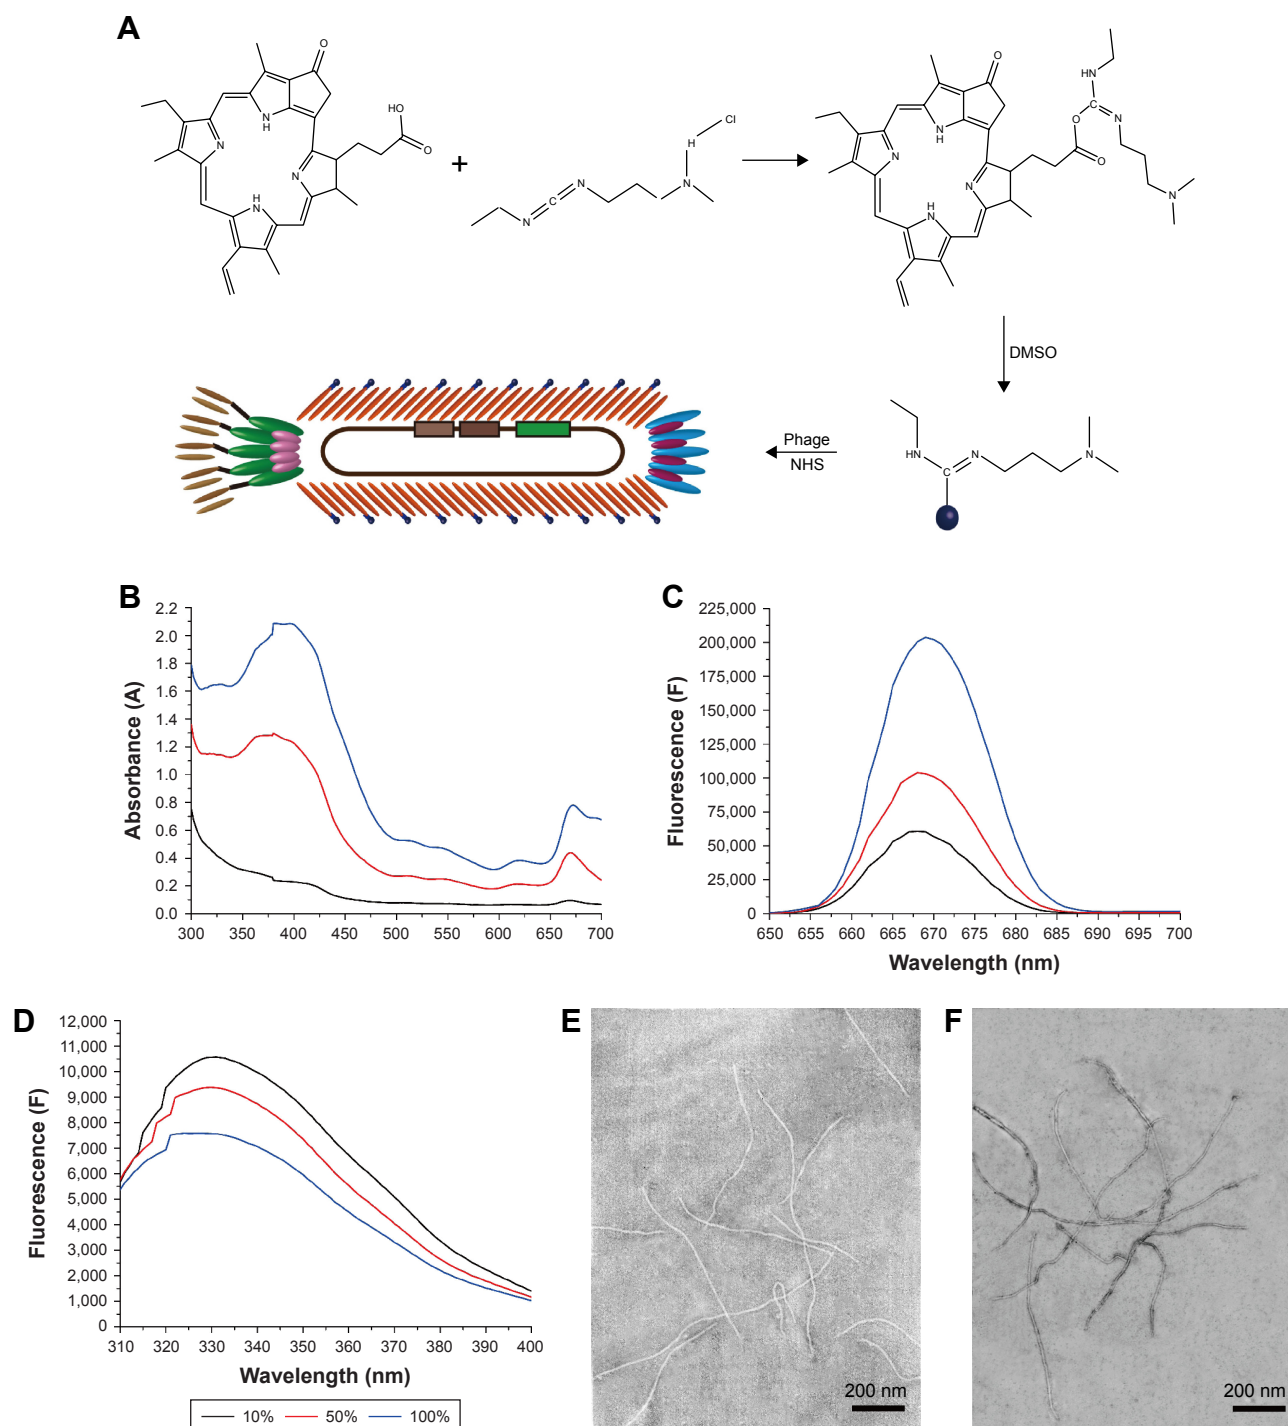 A
O
HO
O
N
H
N
N
H
N
+
Cl
H
N
N
C
N
O
HN
C
O
N
O
N
N
H
N
N
H
N
DMSO
Phage
NHS
HN
C
N
N
B
Absorbance (A)
2.2
2.0
1.8
1.6
1.4
1.2
1.0
0.8
0.6
0.4
0.2
0.0
300 350 400 450 500 550 600 650 700
C
Fluorescence (F)
225,000
200,000
175,000
150,000
125,000
100,000
75,000
50,000
25,000
0
650 655 660 665 670 675 680 685 690 695 700
Wavelength (nm)
D
Fluorescence (F)
12,000
11,000
10,000
9,000
8,000
7,000
6,000
5,000
4,000
3,000
2,000
1,000
0
310 320 330 340 350 360 370 380 390 400
Wavelength (nm)
10% 50% 100%
E
200 nm
F
200 nm